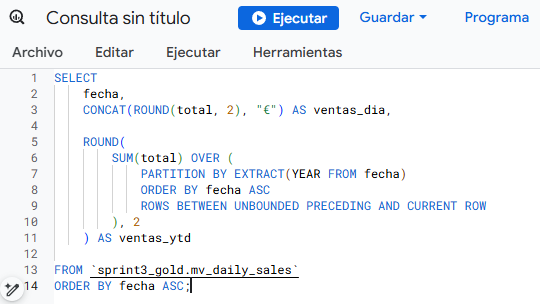 Consulta sin título
Ejecutar
Guardar
Programa
Archivo
Editar
Ejecutar
Herramientas
1 SELECT
2 fecha,
3 CONCAT(ROUND(total, 2), "€") AS ventas_dia,
4
5 ROUND(
6 SUM(total) OVER (
7 PARTITION BY EXTRACT(YEAR FROM fecha)
8 ORDER BY fecha ASC
9 ROWS BETWEEN UNBOUNDED PRECEDING AND CURRENT ROW
10 ), 2
11 ) AS ventas_ytd
12
13 FROM `sprint3_gold.mv_daily_sales`
14 ORDER BY fecha ASC;